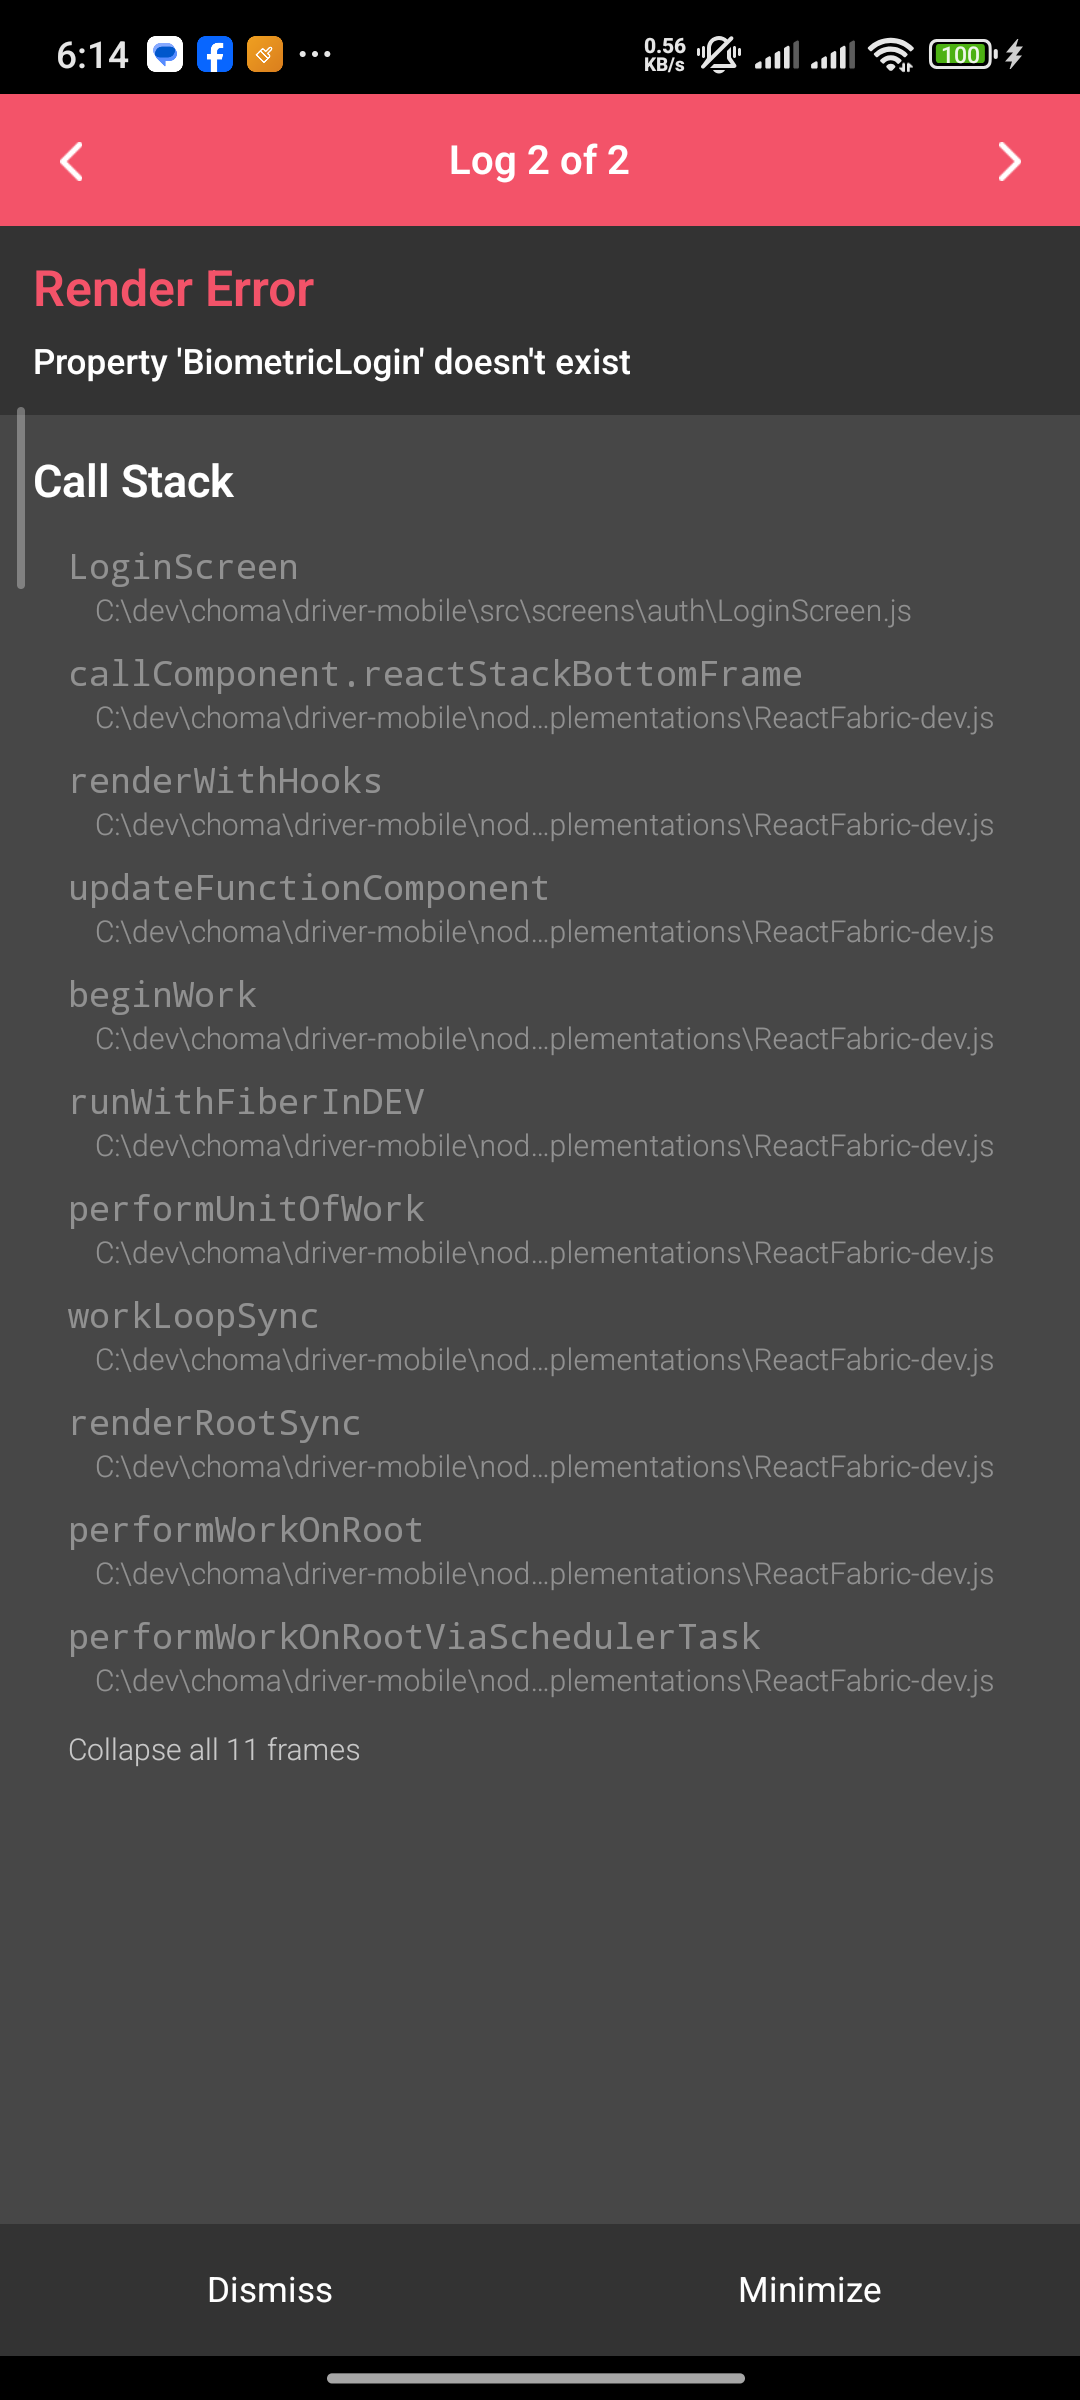 6:14
0.56
KB/s
100
Log 2 of 2
Render Error
Property 'BiometricLogin' doesn't exist
Call Stack
LoginScreen
C:\dev\choma\driver-mobile\src\screens\auth\LoginScreen.js
callComponent.reactStackBottomFrame
C:\dev\choma\driver-mobile\nod...plementations\ReactFabric-dev.js
renderWithHooks
C:\dev\choma\driver-mobile\nod...plementations\ReactFabric-dev.js
updateFunctionComponent
C:\dev\choma\driver-mobile\nod...plementations\ReactFabric-dev.js
beginWork
C:\dev\choma\driver-mobile\nod...plementations\ReactFabric-dev.js
runWithFiberInDEV
C:\dev\choma\driver-mobile\nod...plementations\ReactFabric-dev.js
performUnitOfWork
C:\dev\choma\driver-mobile\nod...plementations\ReactFabric-dev.js
workLoopSync
C:\dev\choma\driver-mobile\nod...plementations\ReactFabric-dev.js
renderRootSync
C:\dev\choma\driver-mobile\nod...plementations\ReactFabric-dev.js
performWorkOnRoot
C:\dev\choma\driver-mobile\nod...plementations\ReactFabric-dev.js
performWorkOnRootViaSchedulerTask
C:\dev\choma\driver-mobile\nod...plementations\ReactFabric-dev.js
Collapse all 11 frames
Dismiss
Minimize